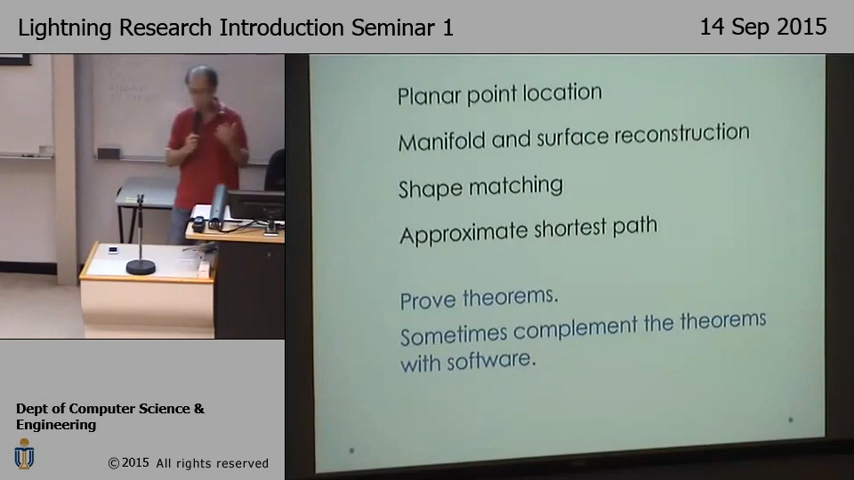 Lightning Research Introduction Seminar 1
14 Sep 2015
Planar point location
Manifold and surface reconstruction
Shape matching
Approximate shortest path
Prove theorems.
Sometimes complement the theorems
with software.
Dept of Computer Science &
Engineering
©2015 All rights reserved